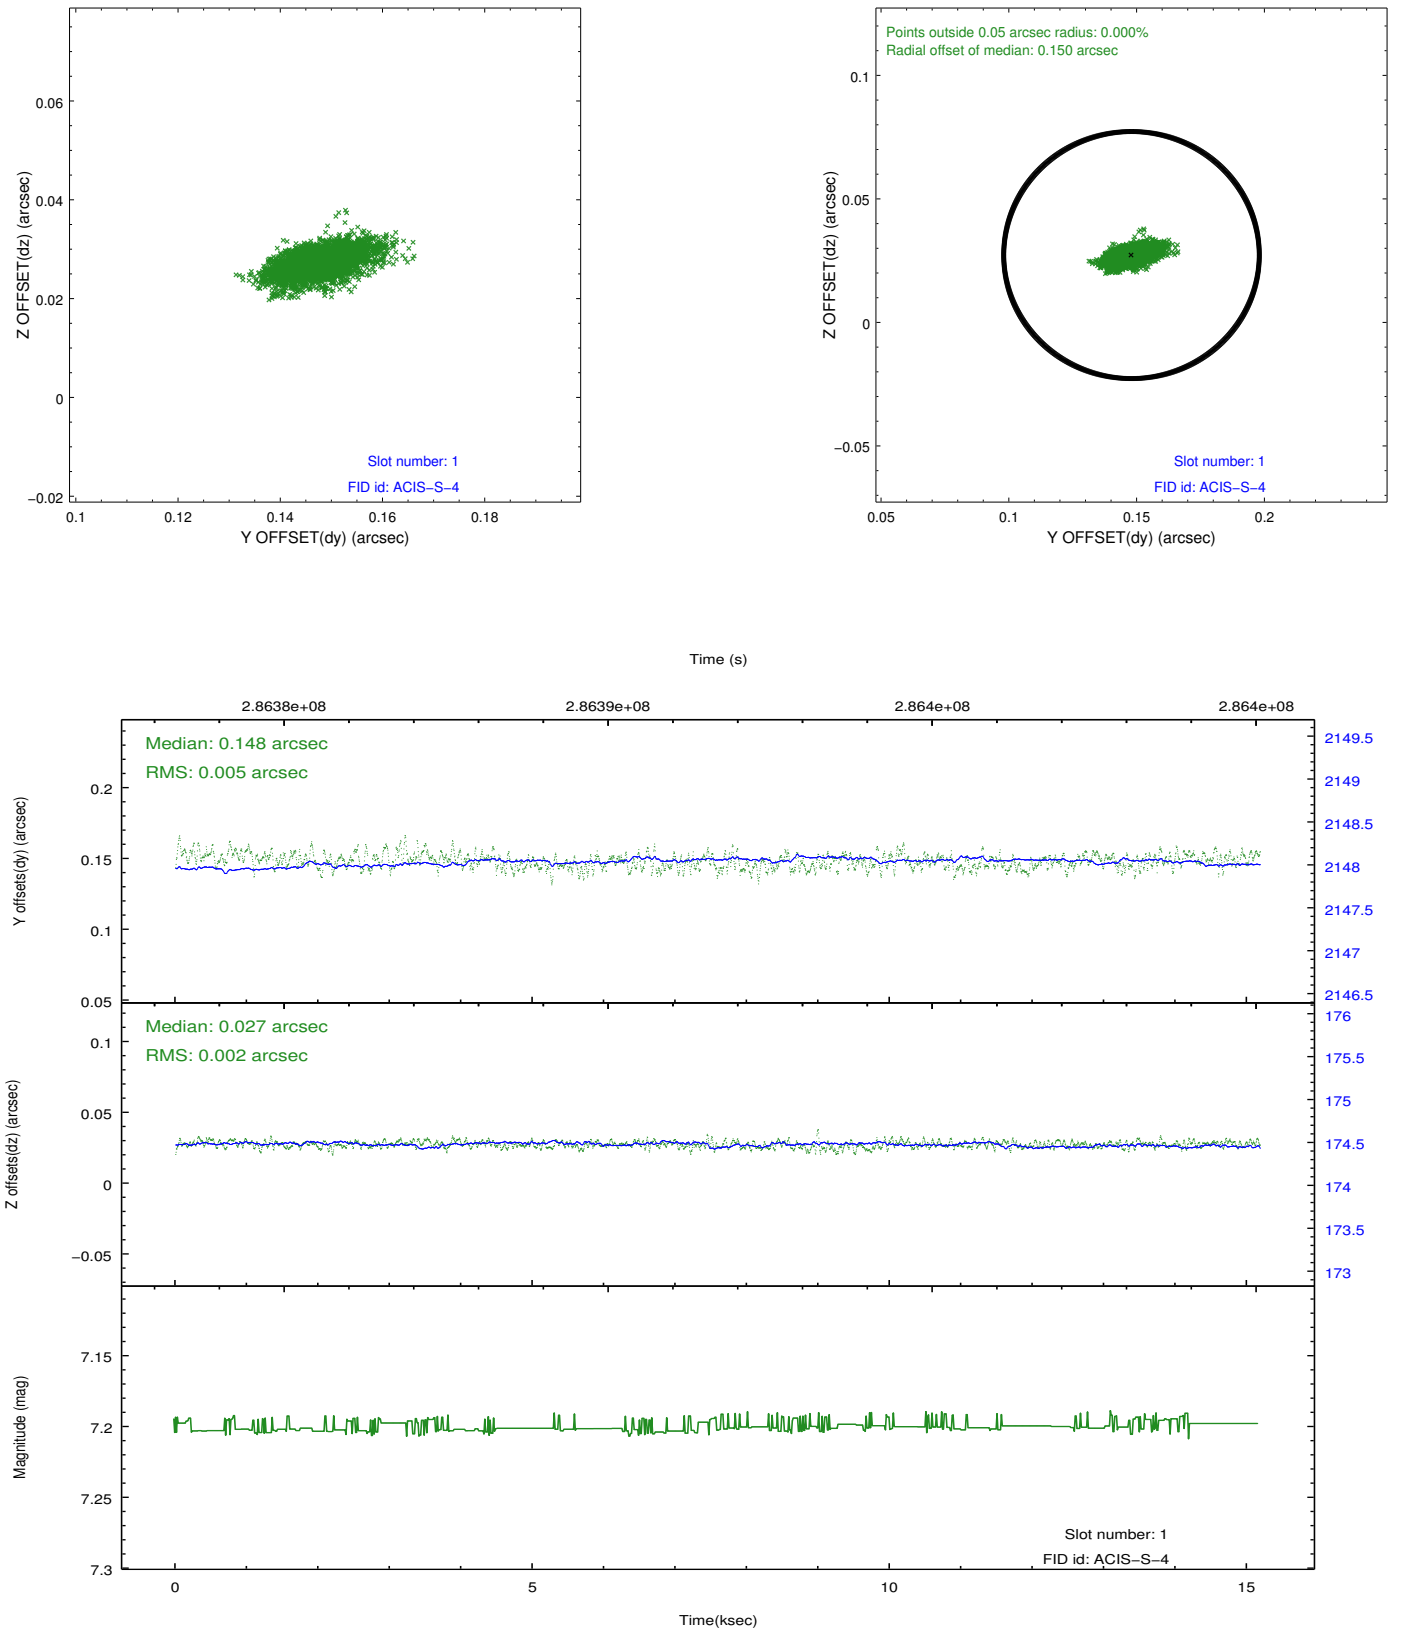 0.06
0.04
0.02
0
−0.02
Z OFFSET(dz) (arcsec)
Slot number: 1
FID id: ACIS−S−4
0.1 0.12 0.14 0.16 0.18
Y OFFSET(dy) (arcsec)
Points outside 0.05 arcsec radius: 0.000%
Radial offset of median: 0.150 arcsec
0.1
0.05
0
−0.05
Z OFFSET(dz) (arcsec)
Slot number: 1
FID id: ACIS−S−4
0.05 0.1 0.15 0.2
Y OFFSET(dy) (arcsec)
Time (s)
2.8638e+08 2.8639e+08 2.864e+08 2.864e+08
Median: 0.148 arcsec
RMS: 0.005 arcsec
Y offsets(dy) (arcsec)
0.2
0.15
0.1
0.05
2149.5
2149
2148.5
2148
2147.5
2147
2146.5
Median: 0.027 arcsec
RMS: 0.002 arcsec
Z offsets(dz) (arcsec)
0.1
0.05
0
−0.05
176
175.5
175
174.5
174
173.5
173
Magnitude (mag)
7.15
7.2
7.25
7.3
Slot number: 1
FID id: ACIS−S−4
0 5 10 15
Time(ksec)